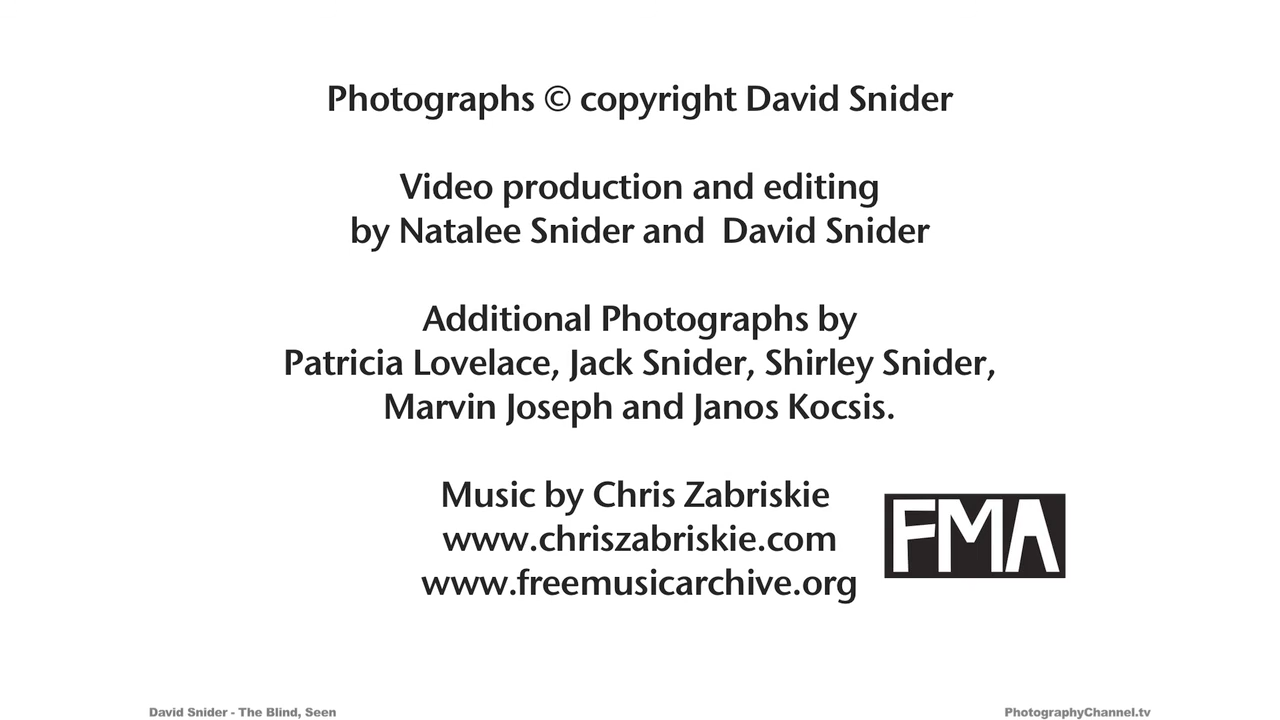 Photographs © copyright David Snider
Video production and editing
by Natalee Snider and  David Snider
Additional Photographs by
Patricia Lovelace, Jack Snider, Shirley Snider,
Marvin Joseph and Janos Kocsis.
Music by Chris Zabriskie
www.chriszabriskie.com
FMA
www.freemusicarchive.org
David Snider - The Blind, Seen
PhotographyChannel.tv